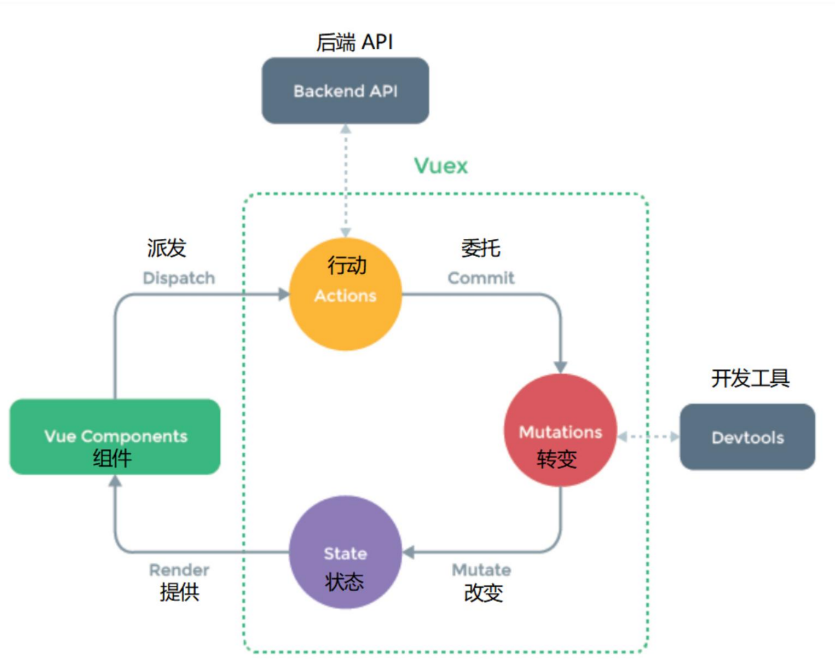 后端 API
Backend API
Vuex
派发
Dispatch
行动
Actions
委托
Commit
开发工具
Devtools
Mutations
转变
Vue Components
组件
State
状态
Render
提供
Mutate
改变